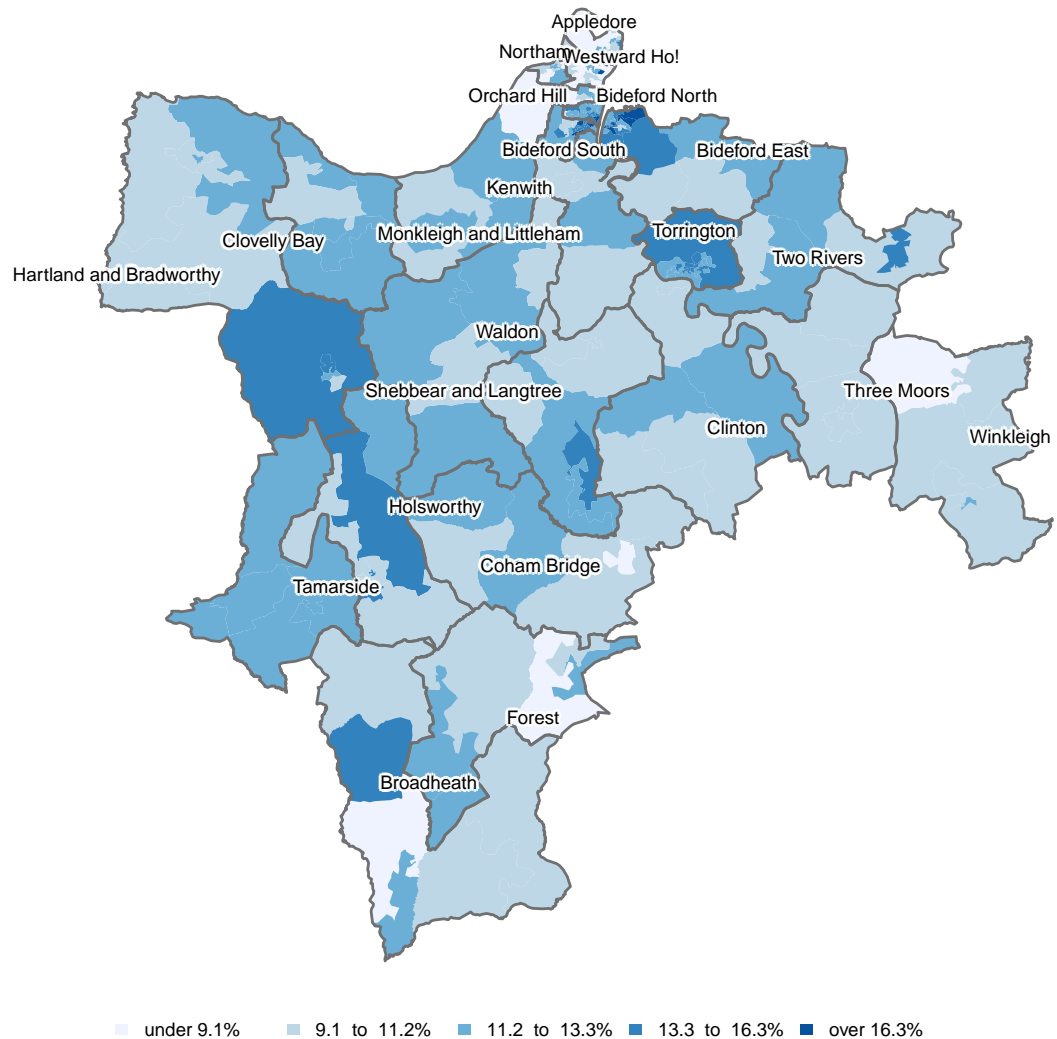 Appledore
Northam
Westward Ho!
Orchard Hill
Bideford North
Bideford South
Bideford East
Kenwith
Torrington
Clovelly Bay
Monkleigh and Littleham
Two Rivers
Hartland and Bradworthy
Waldon
Shebbear and Langtree
Three Moors
Clinton
Winkleigh
Holsworthy
Coham Bridge
Tamarside
Forest
Broadheath
under 9.1% 9.1 to 11.2% 11.2 to 13.3% 13.3 to 16.3% over 16.3%